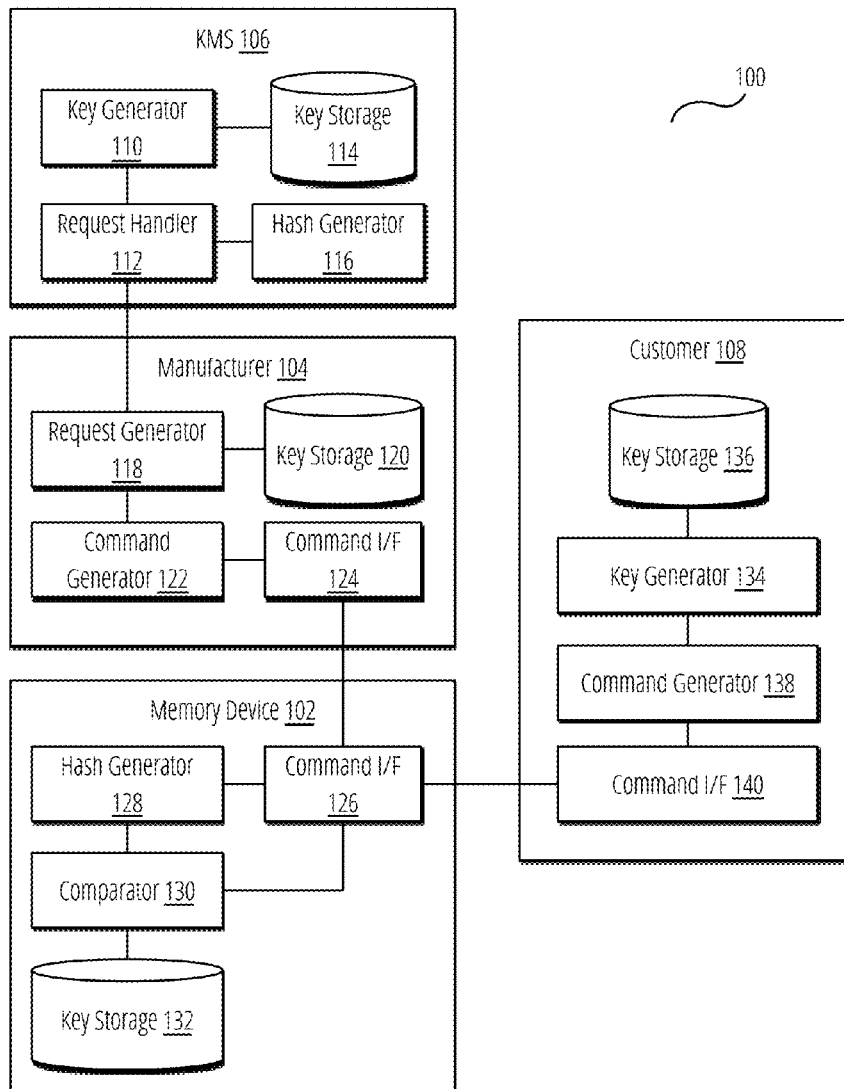 KMS 106
100
Key Generator
110
Key Storage
114
Request Handler
112
Hash Generator
116
Manufacturer 104
Request Generator
118
Key Storage 120
Command
Generator 122
Command I/F
124
Customer 108
Key Storage 136
Key Generator 134
Command Generator 138
Command I/F 140
Memory Device 102
Hash Generator
128
Command I/F
126
Comparator 130
Key Storage 132